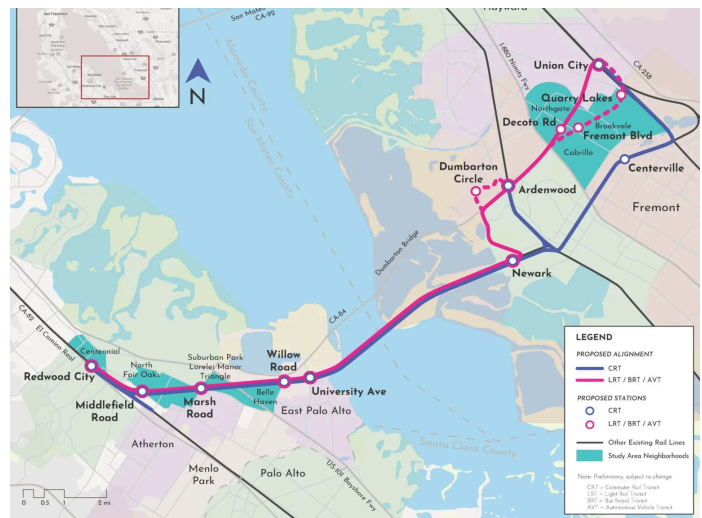 San Mateo
CA-92
Hayward
I-880 Nimitz Fwy
CA-238
Alameda County
San Mateo County
N
Union City
Quarry Lakes
Northgate
Decoto Rd
Brookvale
Fremont Blvd
Cabrillo
Centerville
Dumbarton
Circle
Ardenwood
Fremont
Dumbarton Bridge
Newark
CA-84
CA-82
El Camino Real
Centennial
Redwood City
North
Fair Oaks
Suburban Park
Lorelei Manor
Triangle
Willow
Road
University Ave
Middlefield
Road
Marsh
Road
Belle
Haven
East Palo Alto
Atherton
Menlo
Park
Palo Alto
US-101 Bayshore Fwy
Santa Clara County
0 0.5 1 2 mi
LEGEND
PROPOSED ALIGNMENT
CRT
LRT / BRT / AVT
PROPOSED STATIONS
CRT
LRT / BRT / AVT
Other Existing Rail Lines
Study Area Neighborhoods
Note: Preliminary, subject to change
CRT = Commuter Rail Transit
LRT = Light Rail Transit
BRT = Bus Rapid Transit
AVT = Autonomous Vehicle Transit